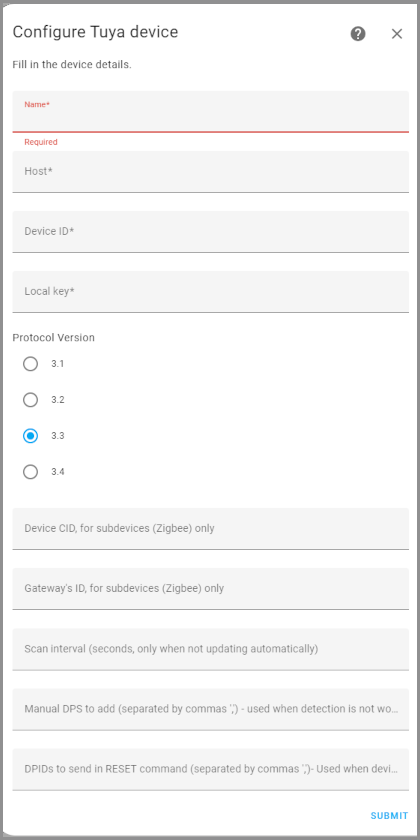 Configure Tuya device
Fill in the device details.
Name*
Required
Host*
Device ID*
Local key*
Protocol Version
3.1
3.2
3.3
3.4
Device CID, for subdevices (Zigbee) only
Gateway's ID, for subdevices (Zigbee) only
Scan interval (seconds, only when not updating automatically)
Manual DPS to add (separated by commas ',') - used when detection is not wo...
DPIDs to send in RESET command (separated by commas ',')- Used when devi...
SUBMIT